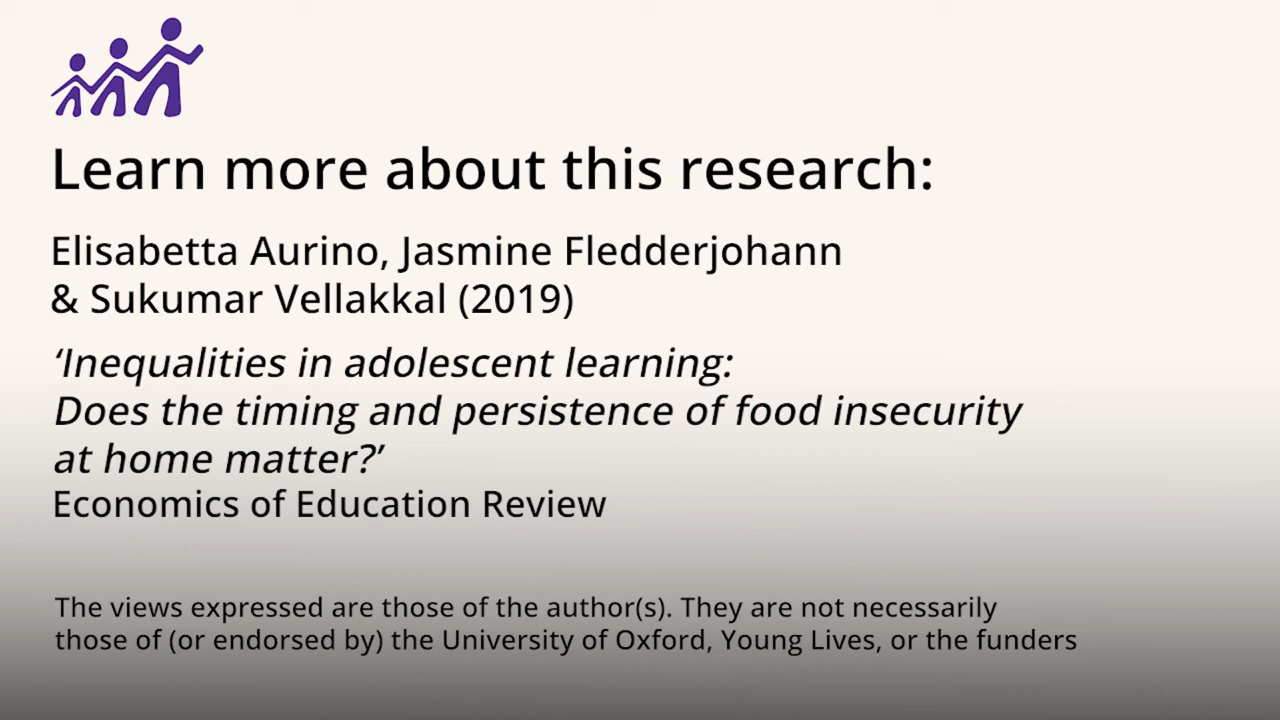 Learn more about this research:
Elisabetta Aurino, Jasmine Fledderjohann
& Sukumar Vellakkal (2019)
‘Inequalities in adolescent learning:
Does the timing and persistence of food insecurity
at home matter?’
Economics of Education Review
The views expressed are those of the author(s). They are not necessarily
those of (or endorsed by) the University of Oxford, Young Lives, or the funders